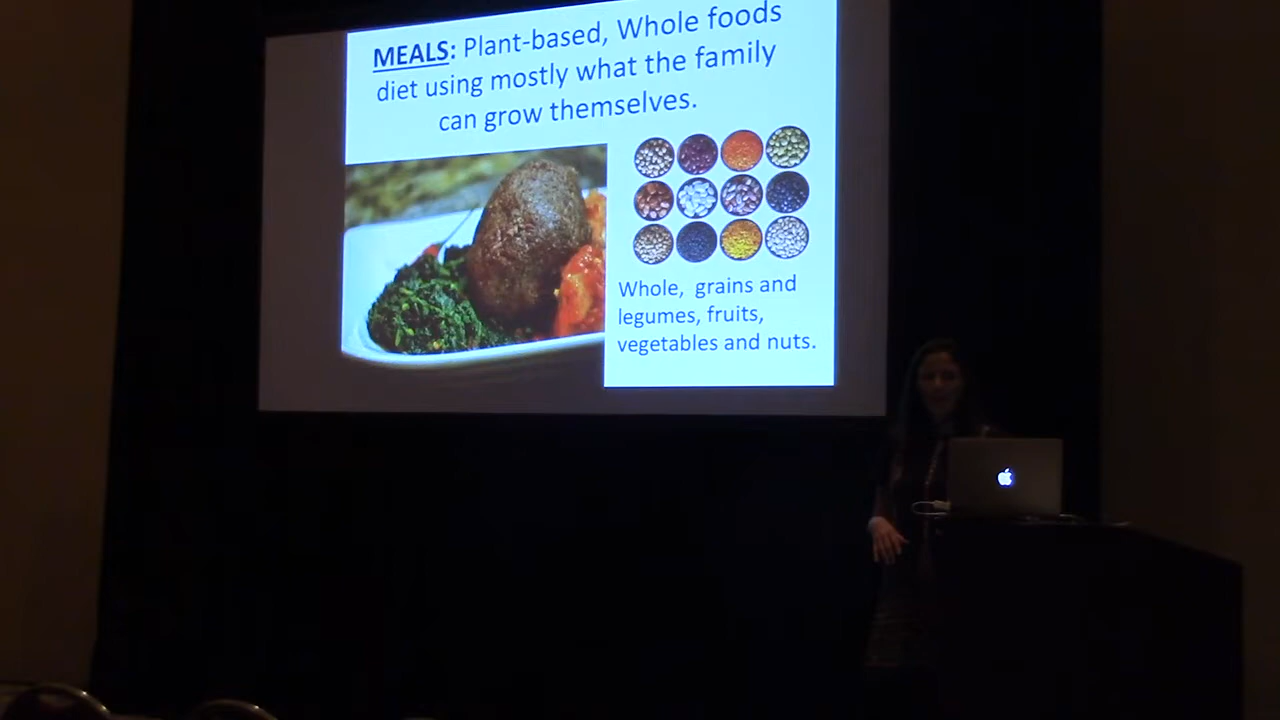 MEALS: Plant-based, Whole foods
diet using mostly what the family
can grow themselves.
Whole,  grains and
legumes, fruits,
vegetables and nuts.